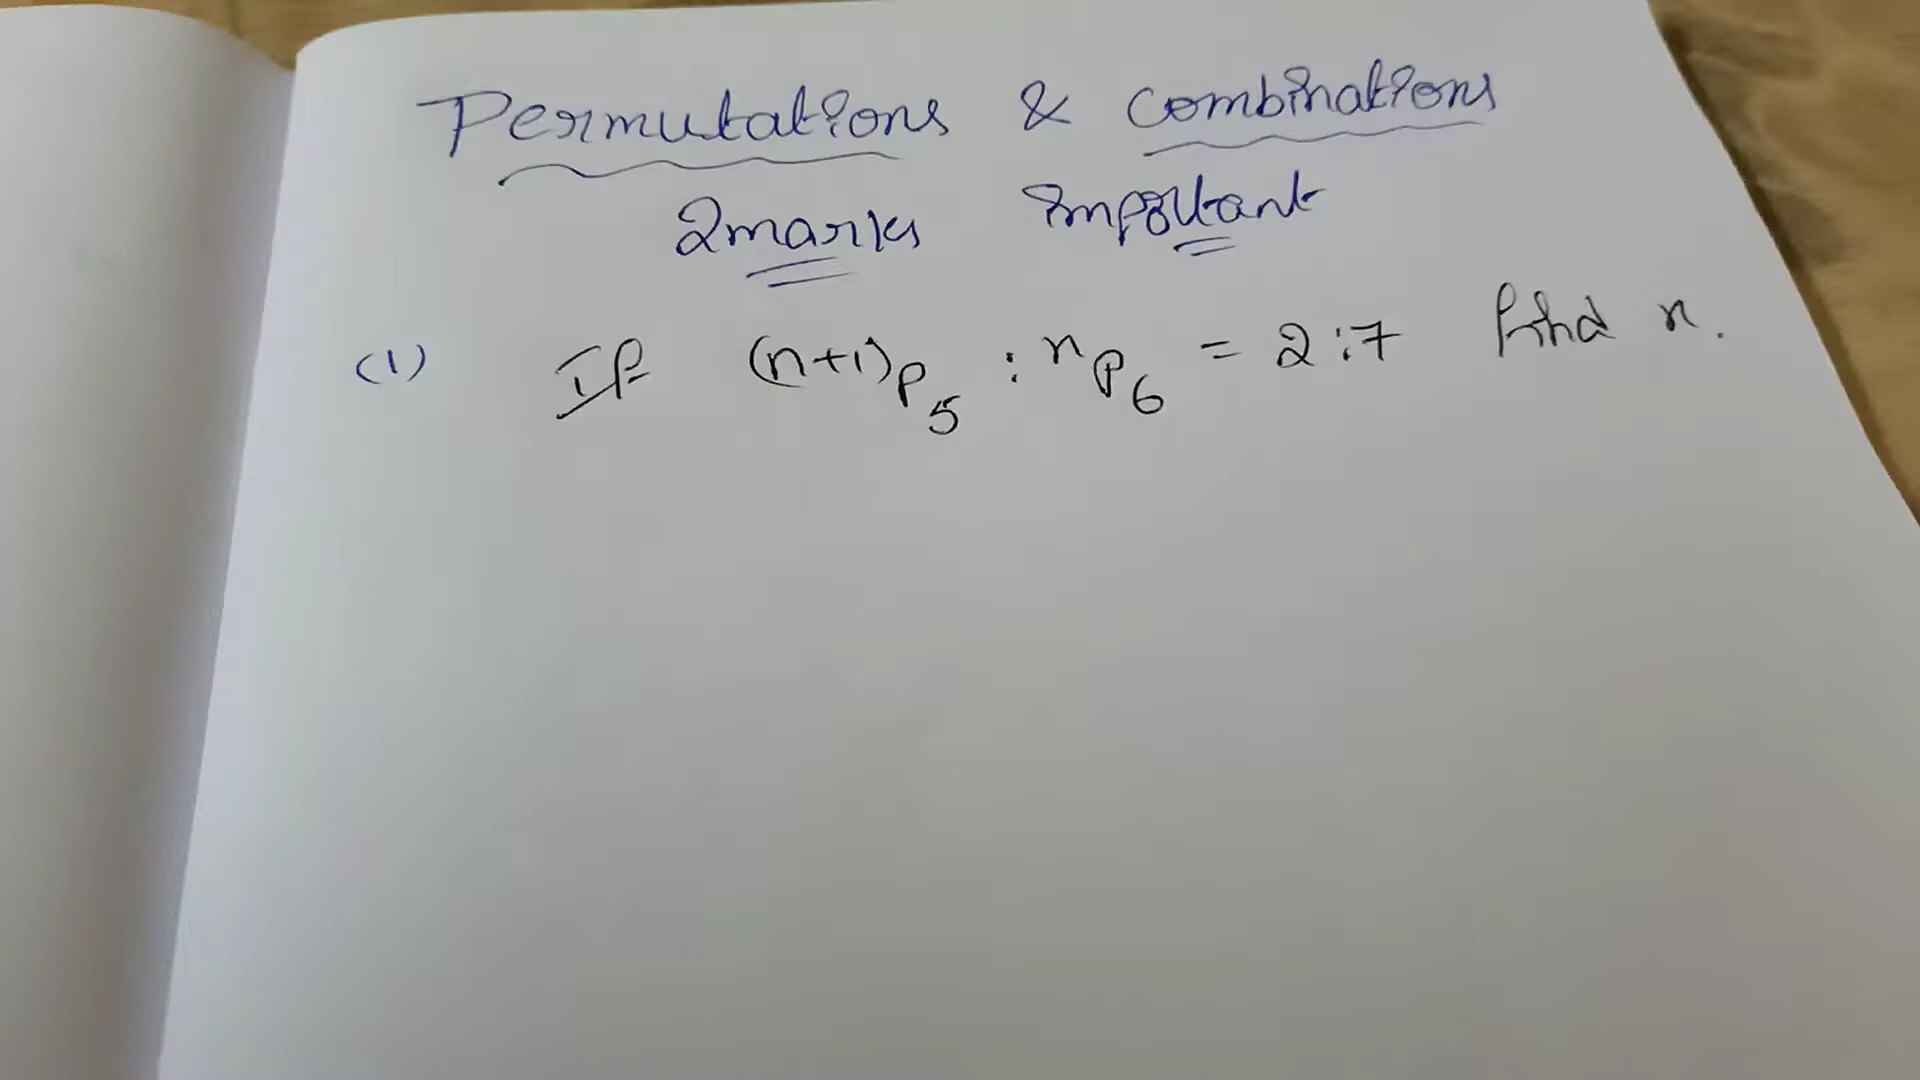 Permutations & Combinations
2marks Important
(1) If (n+1)P₅ : ⁿP₆ = 2:7 find n.